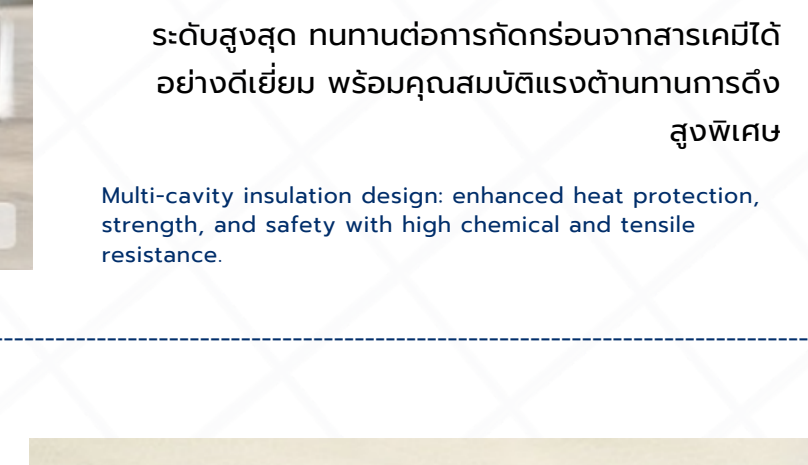 ระดับสูงสุด ทนทานต่อการกัดกร่อนจากสารเคมีได้
อย่างดีเยี่ยม พร้อมคุณสมบัติแรงต้านทานการดึง
สูงพิเศษ
Multi-cavity insulation design: enhanced heat protection,
strength, and safety with high chemical and tensile
resistance.